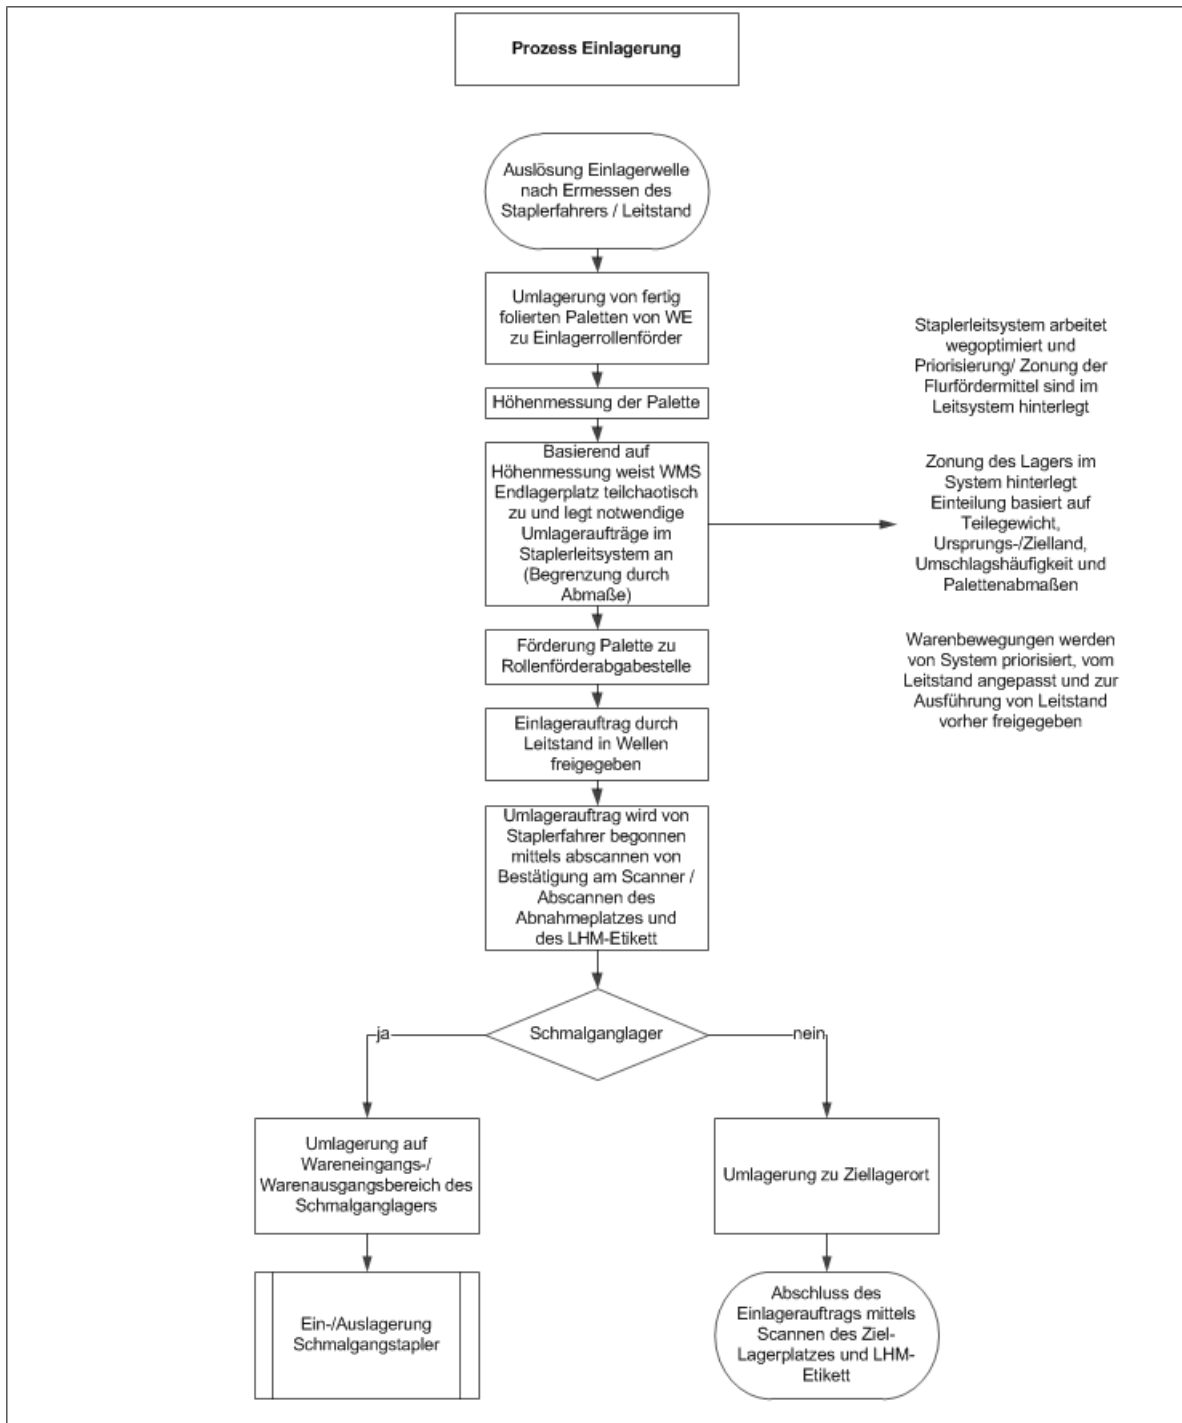 Prozess Einlagerung
Auslösung Einlagerwelle
nach Ermessen des
Staplerfahrers / Leitstand
Umlagerung von fertig
folierten Paletten von WE
zu Einlagerrollenförder
Höhenmessung der Palette
Basierend auf
Höhenmessung weist WMS
Endlagerplatz teilchaotisch
zu und legt notwendige
Umlageraufträge im
Staplerleitsystem an
(Begrenzung durch
Abmaße)
Staplerleitsystem arbeitet
wegoptimiert und
Priorisierung/ Zonung der
Flurfördermittel sind im
Leitsystem hinterlegt
Zonung des Lagers im
System hinterlegt
Einteilung basiert auf
Teilegewicht,
Ursprungs-/Zielland,
Umschlagshäufigkeit und
Palettenabmaßen
Warenbewegungen werden
von System priorisiert, vom
Leitstand angepasst und zur
Ausführung von Leitstand
vorher freigegeben
Förderung Palette zu
Rollenförderabgabestelle
Einlagerauftrag durch
Leitstand in Wellen
freigegeben
Umlagerauftrag wird von
Staplerfahrer begonnen
mittels abscannen von
Bestätigung am Scanner /
Abscannen des
Abnahmeplatzes und
des LHM-Etikett
Schmalganglager
ja
nein
Umlagerung auf
Wareneingangs-/
Warenausgangsbereich des
Schmalganglagers
Umlagerung zu Ziellagerort
Ein-/Auslagerung
Schmalgangstapler
Abschluss des
Einlagerauftrags mittels
Scannen des Ziel-
Lagerplatzes und LHM-
Etikett